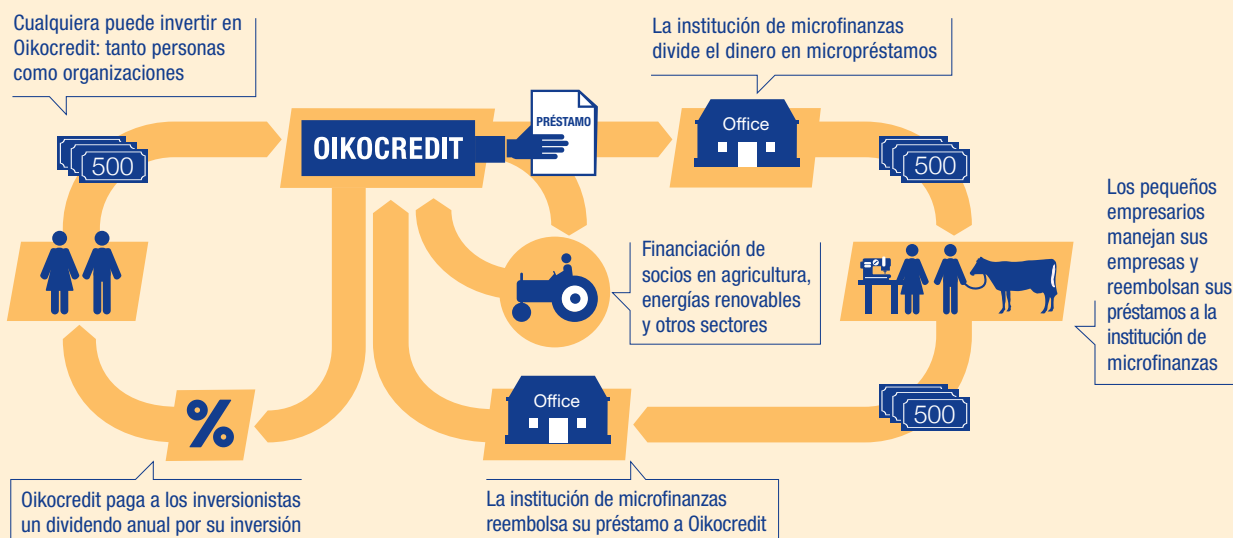 Cualquiera puede invertir en
Oikocredit: tanto personas
como organizaciones
La institución de microfinanzas
divide el dinero en micropréstamos
500
OIKOCREDIT
PRÉSTAMO
Office
500
Los pequeños
empresarios
manejan sus
empresas y
reembolsan sus
préstamos a la
institución de
microfinanzas
Financiación de
socios en agricultura,
energías renovables
y otros sectores
%
Office
500
Oikocredit paga a los inversionistas
un dividendo anual por su inversión
La institución de microfinanzas
reembolsa su préstamo a Oikocredit